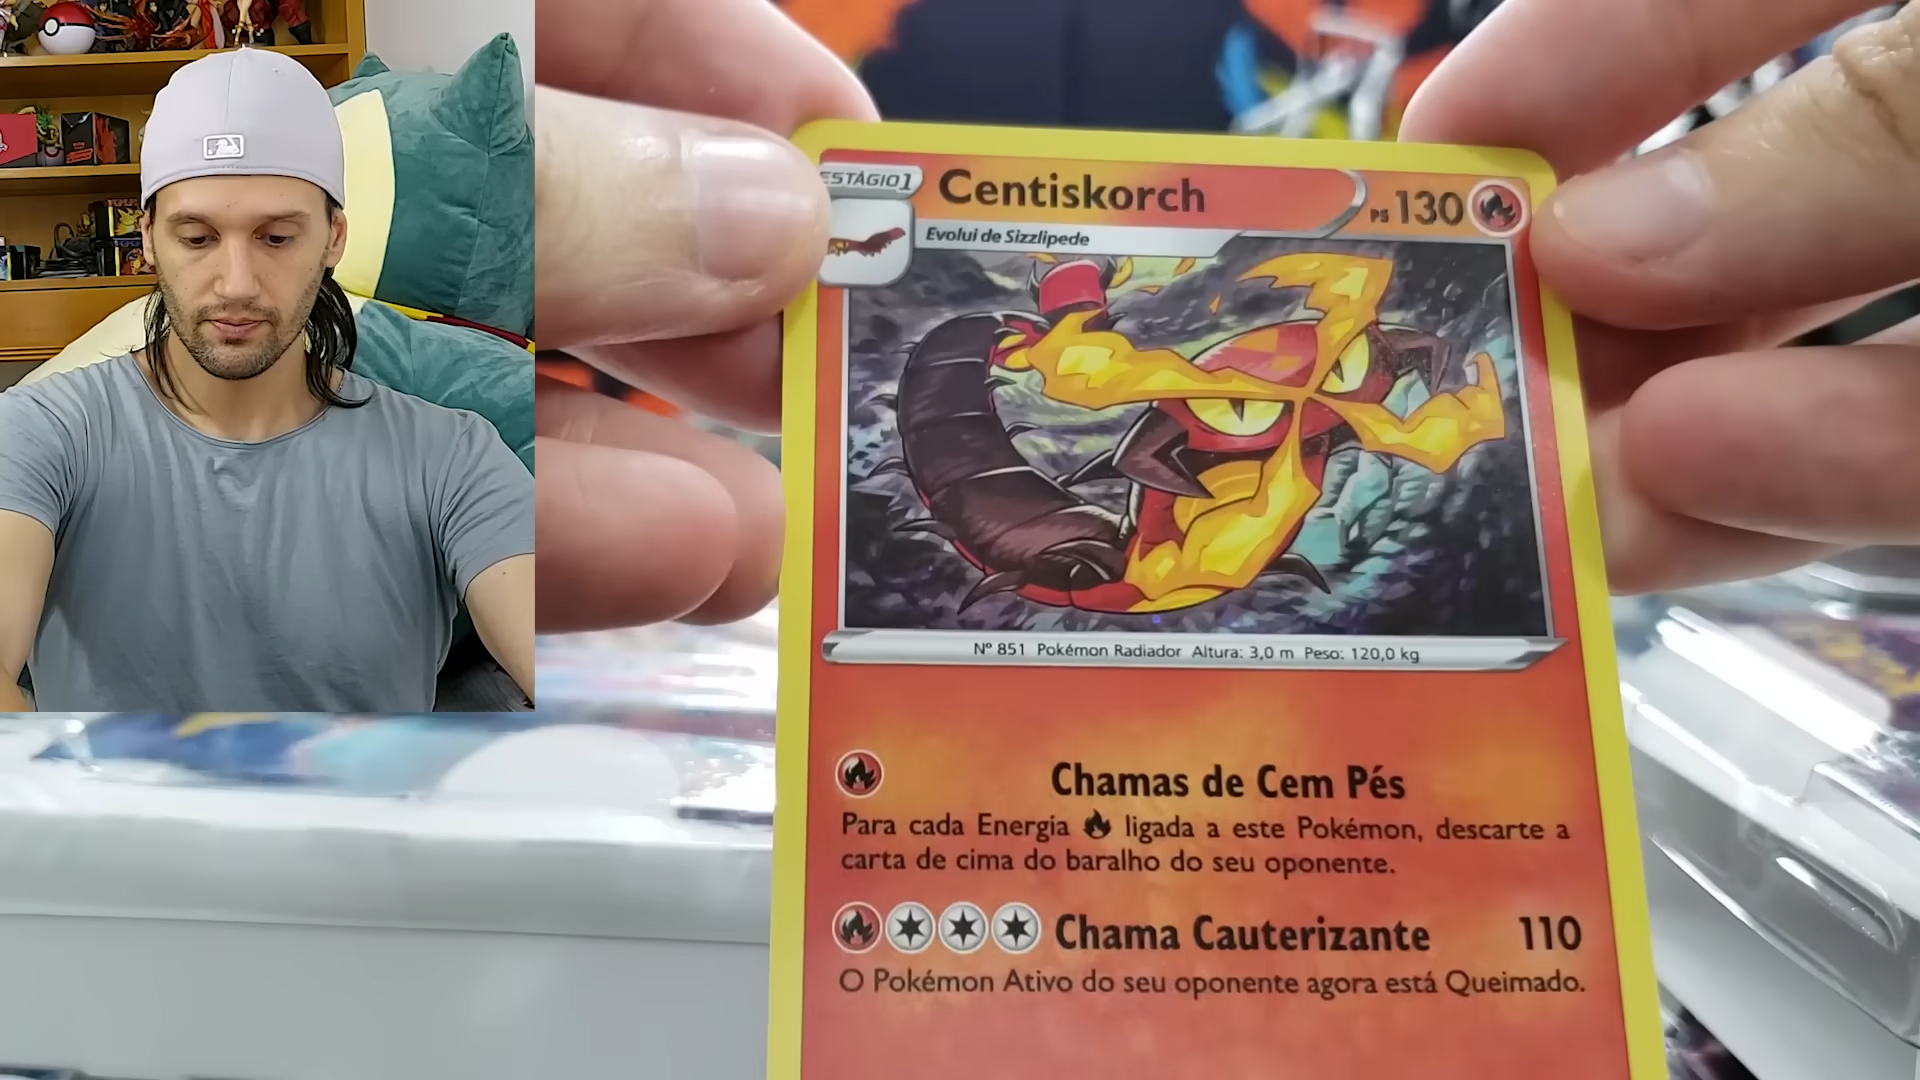 ESTÁGIO1
Centiskorch
PS 130
Evolui de Sizzlipede
Nº 851 Pokémon Radiador Altura: 3,0 m Peso: 120,0 kg
Chamas de Cem Pés
Para cada Energia ligada a este Pokémon, descarte a
carta de cima do baralho do seu oponente.
Chama Cauterizante 110
O Pokémon Ativo do seu oponente agora está Queimado.